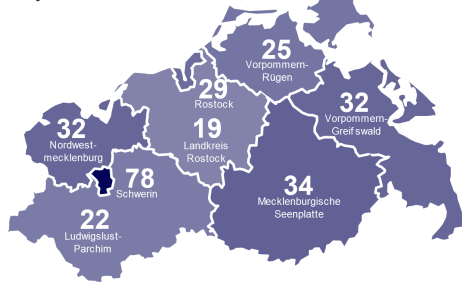 25
Vorpommern-
Rügen
29
Rostock
32
Vorpommern-
Greifswald
32
Nordwest-
mecklenburg
19
Landkreis
Rostock
78
Schwerin
34
Mecklenburgische
Seenplatte
22
Ludwigslust-
Parchim